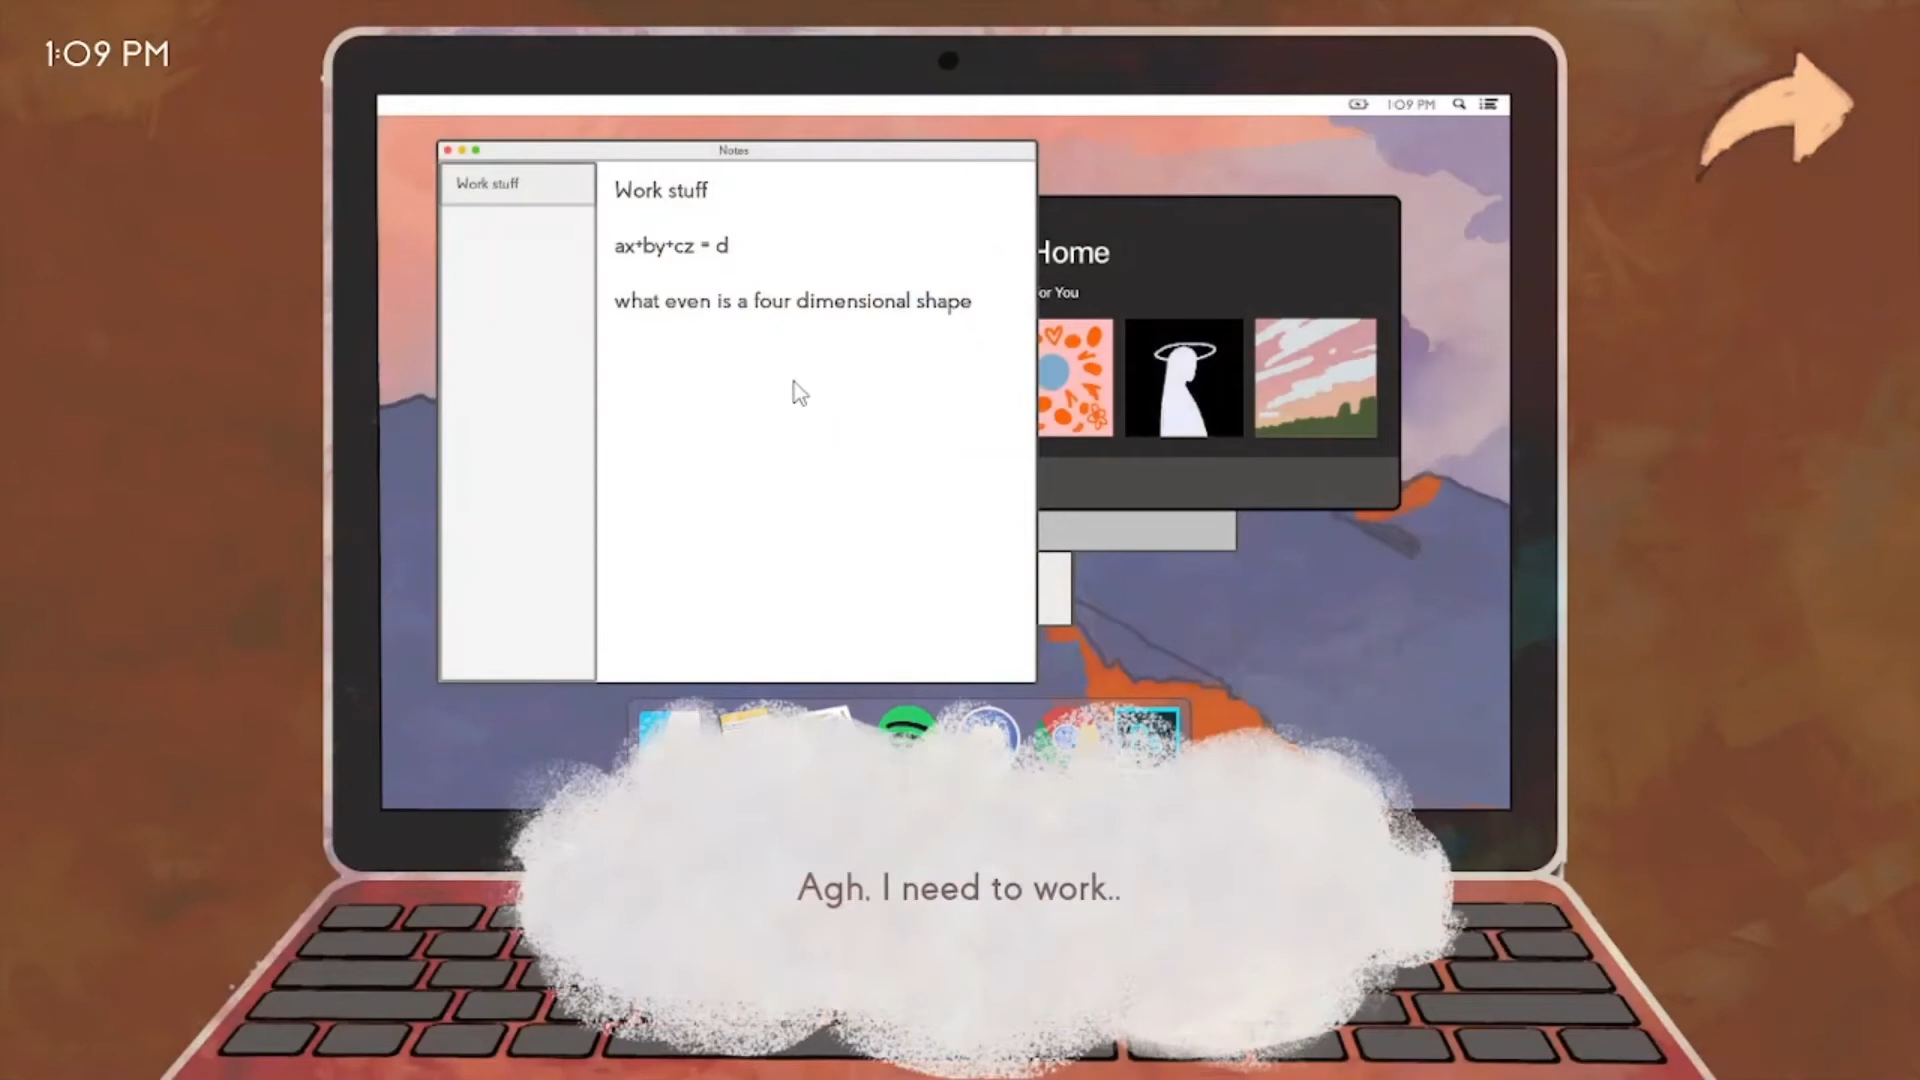 1:09 PM
1:09 PM
Notes
Work stuff
Work stuff
ax+by+cz = d
what even is a four dimensional shape
Home
or You
Agh. I need to work..